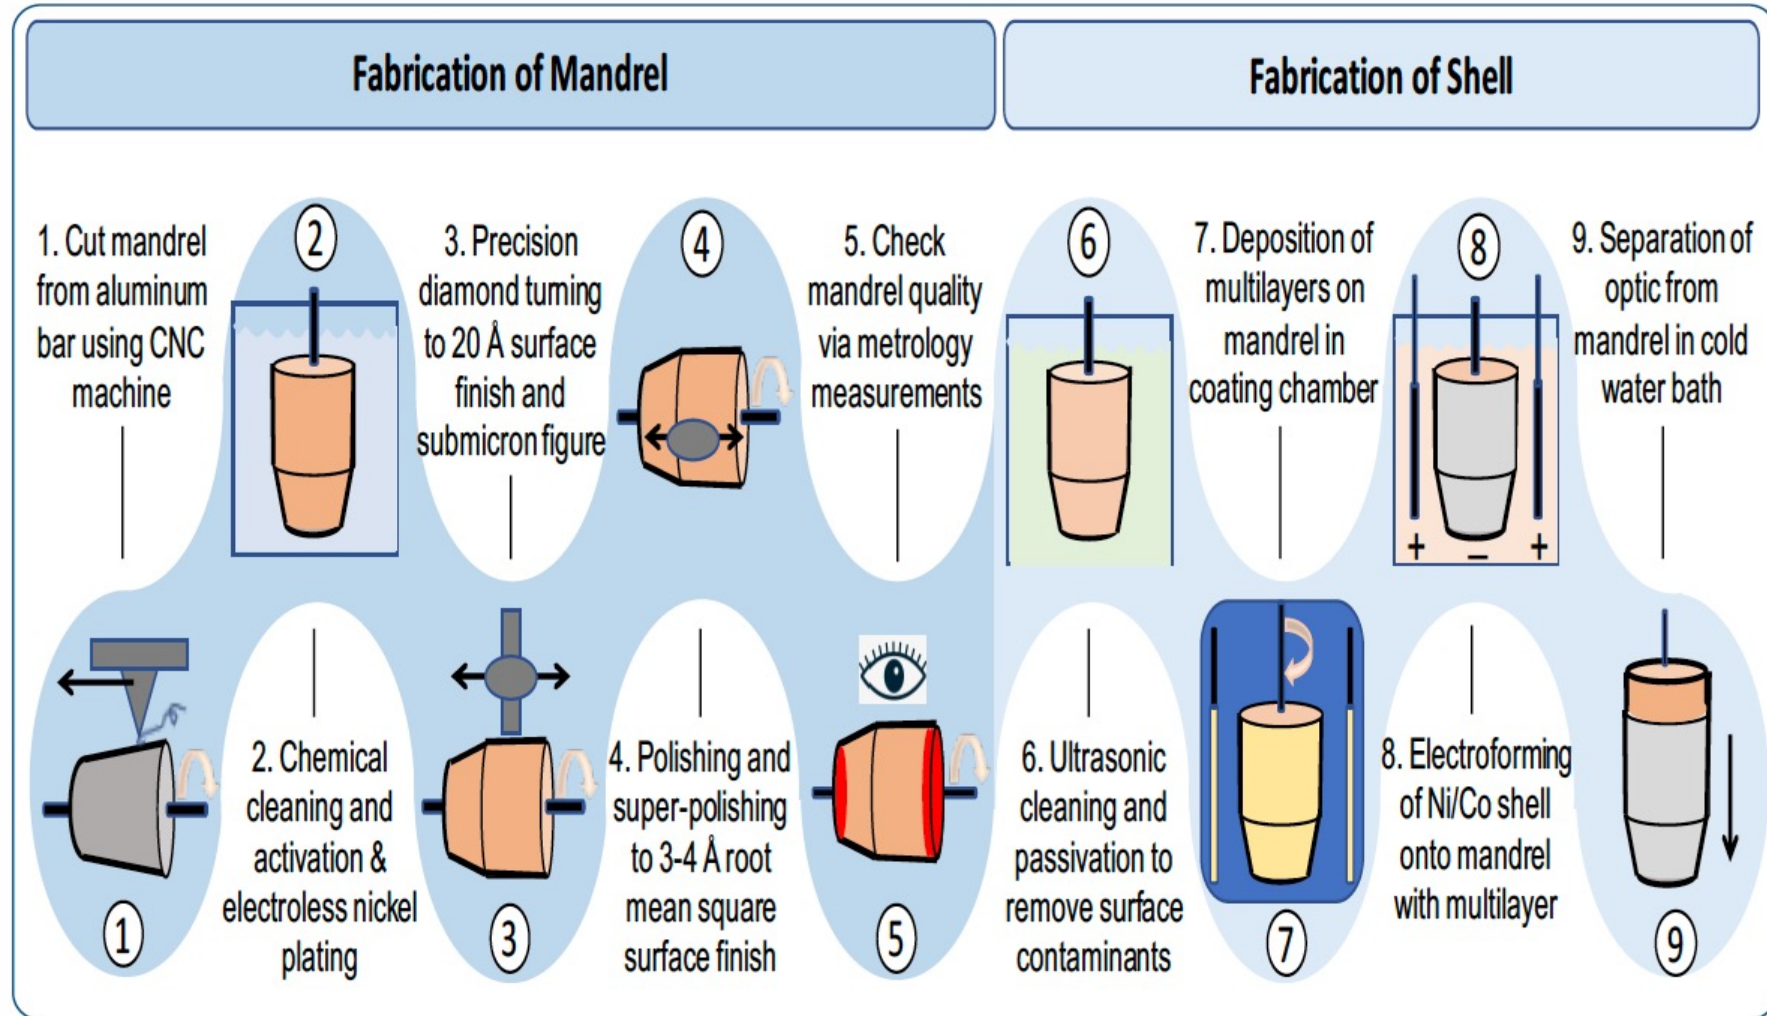 Fabrication of Mandrel
Fabrication of Shell
1. Cut mandrel
from aluminum
bar using CNC
machine
1
2
2. Chemical
cleaning and
activation &
electroless nickel
plating
3. Precision
diamond turning
to 20 Å surface
finish and
submicron figure
3
4
4. Polishing and
super-polishing
to 3-4 Å root
mean square
surface finish
5. Check
mandrel quality
via metrology
measurements
5
6
6. Ultrasonic
cleaning and
passivation to
remove surface
contaminants
7. Deposition of
multilayers on
mandrel in
coating chamber
7
8
+ – +
8. Electroforming
of Ni/Co shell
onto mandrel
with multilayer
9. Separation of
optic from
mandrel in cold
water bath
9